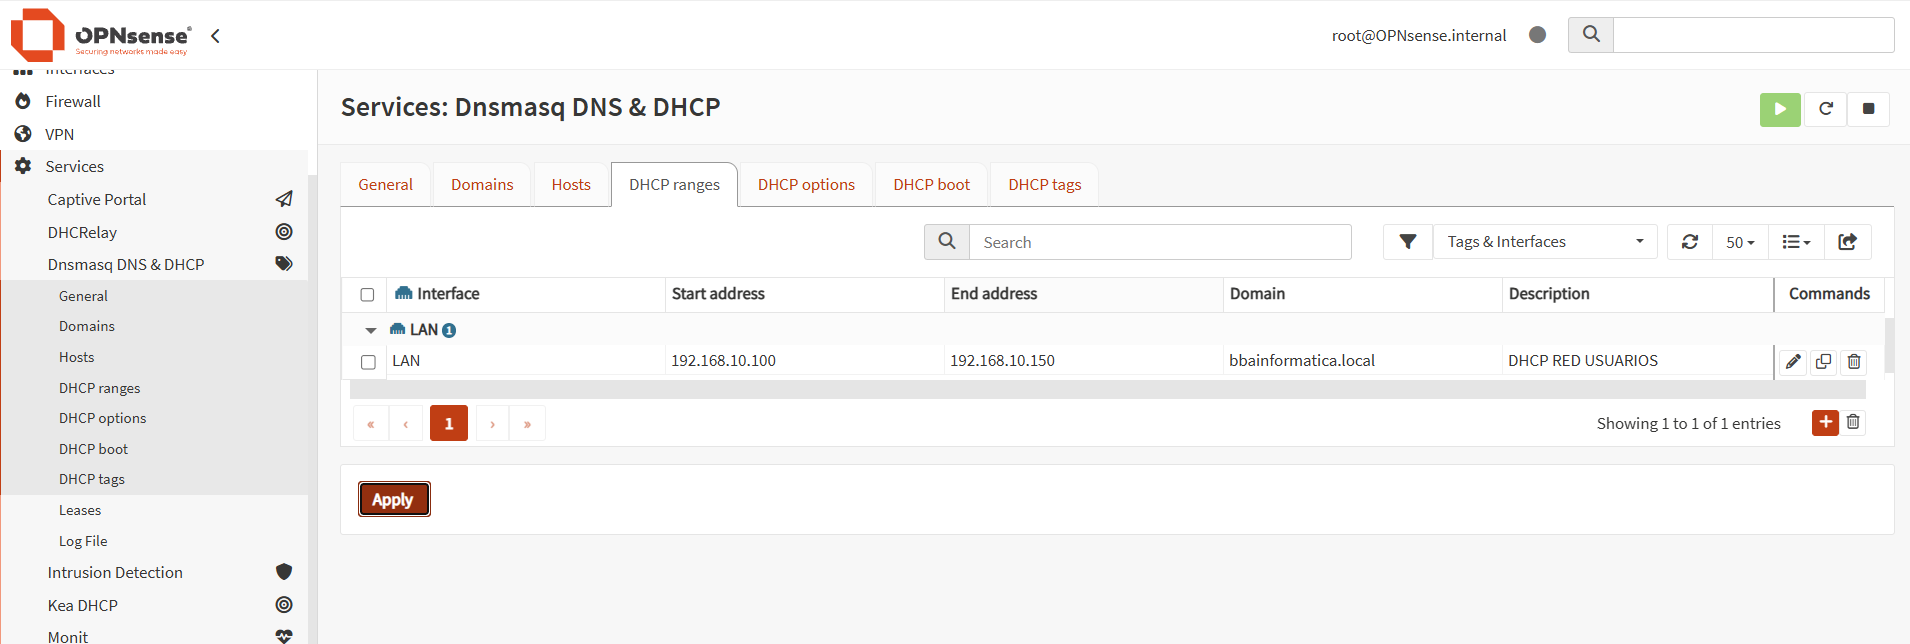 OPNsense®
Securing networks made easy
root@OPNsense.internal
Interfaces
Firewall
VPN
Services
Captive Portal
DHCRelay
Dnsmasq DNS & DHCP
General
Domains
Hosts
DHCP ranges
DHCP options
DHCP boot
DHCP tags
Leases
Log File
Intrusion Detection
Kea DHCP
Monit
Services: Dnsmasq DNS & DHCP
General Domains Hosts DHCP ranges DHCP options DHCP boot DHCP tags
Search Tags & Interfaces 50
Interface Start address End address Domain Description Commands
LAN 1
LAN 192.168.10.100 192.168.10.150 bbainformatica.local DHCP RED USUARIOS
« ‹ 1 › » Showing 1 to 1 of 1 entries
Apply